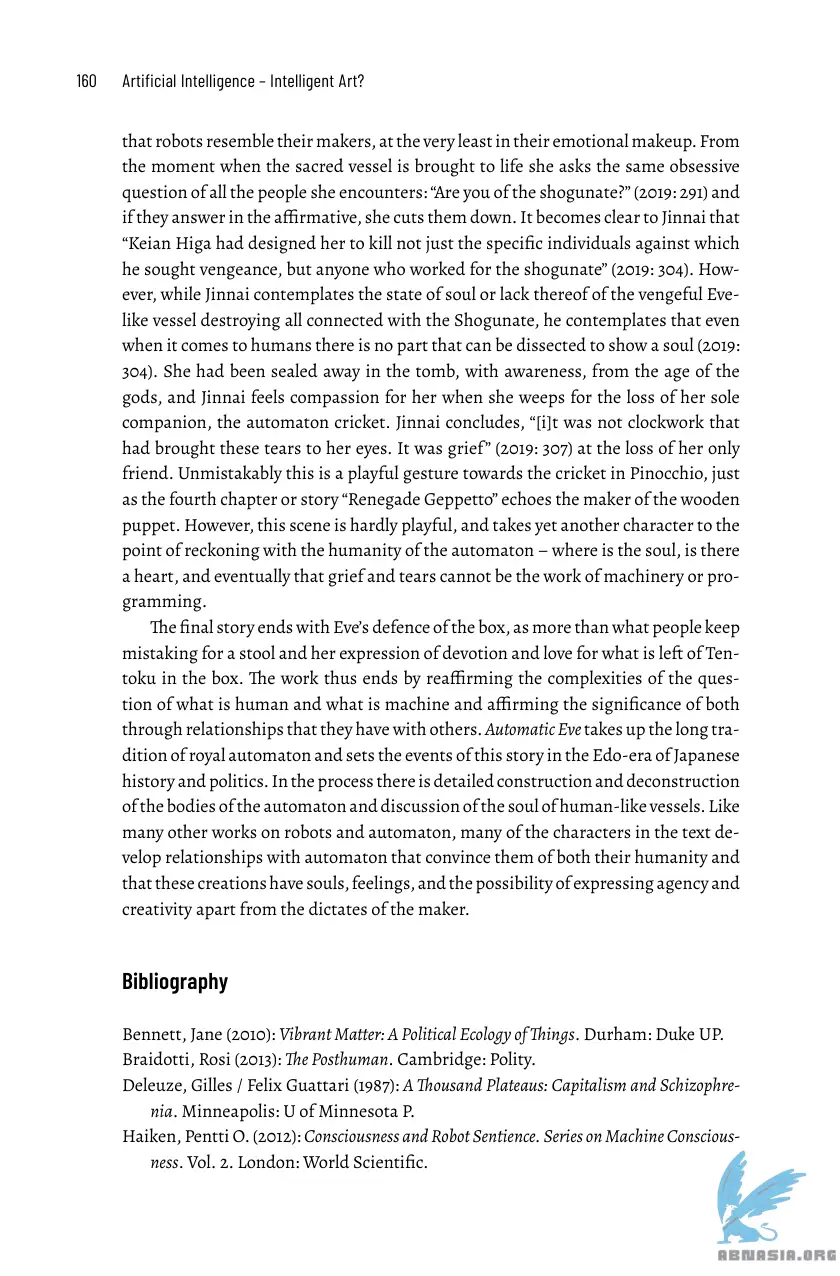 160 Artificial Intelligence – Intelligent Art?
that robots resemble their makers, at the very least in their emotional makeup. From
the moment when the sacred vessel is brought to life she asks the same obsessive
question of all the people she encounters: “Are you of the shogunate?” (2019: 291) and
if they answer in the affirmative, she cuts them down. It becomes clear to Jinnai that
“Keian Higa had designed her to kill not just the specific individuals against which
he sought vengeance, but anyone who worked for the shogunate” (2019: 304). How-
ever, while Jinnai contemplates the state of soul or lack thereof of the vengeful Eve-
like vessel destroying all connected with the Shogunate, he contemplates that even
when it comes to humans there is no part that can be dissected to show a soul (2019:
304). She had been sealed away in the tomb, with awareness, from the age of the
gods, and Jinnai feels compassion for her when she weeps for the loss of her sole
companion, the automaton cricket. Jinnai concludes, “[i]t was not clockwork that
had brought these tears to her eyes. It was grief” (2019: 307) at the loss of her only
friend. Unmistakably this is a playful gesture towards the cricket in Pinocchio, just
as the fourth chapter or story “Renegade Geppetto” echoes the maker of the wooden
puppet. However, this scene is hardly playful, and takes yet another character to the
point of reckoning with the humanity of the automaton – where is the soul, is there
a heart, and eventually that grief and tears cannot be the work of machinery or pro-
gramming.
The final story ends with Eve’s defence of the box, as more than what people keep
mistaking for a stool and her expression of devotion and love for what is left of Ten-
toku in the box. The work thus ends by reaffirming the complexities of the ques-
tion of what is human and what is machine and affirming the significance of both
through relationships that they have with others. Automatic Eve takes up the long tra-
dition of royal automaton and sets the events of this story in the Edo-era of Japanese
history and politics. In the process there is detailed construction and deconstruction
of the bodies of the automaton and discussion of the soul of human-like vessels. Like
many other works on robots and automaton, many of the characters in the text de-
velop relationships with automaton that convince them of both their humanity and
that these creations have souls, feelings, and the possibility of expressing agency and
creativity apart from the dictates of the maker.
Bibliography
Bennett, Jane (2010): Vibrant Matter: A Political Ecology of Things. Durham: Duke UP.
Braidotti, Rosi (2013): The Posthuman. Cambridge: Polity.
Deleuze, Gilles / Felix Guattari (1987): A Thousand Plateaus: Capitalism and Schizophre-
nia. Minneapolis: U of Minnesota P.
Haiken, Pentti O. (2012): Consciousness and Robot Sentience. Series on Machine Conscious-
ness. Vol. 2. London: World Scientific.
ABNASIA.ORG